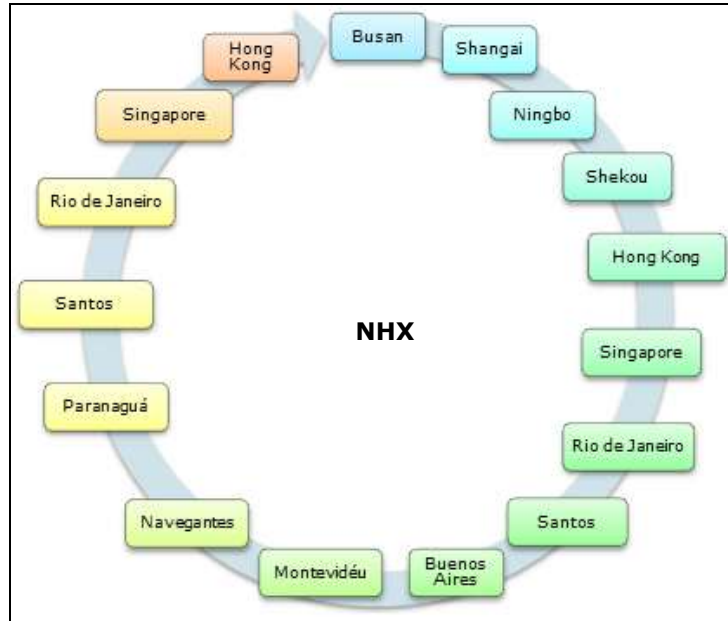 Busan
Shangai
Ningbo
Shekou
Hong Kong
Singapore
Rio de Janeiro
Santos
Buenos
Aires
Montevidéu
Navegantes
Paranaguá
Santos
Rio de Janeiro
Singapore
Hong
Kong
NHX